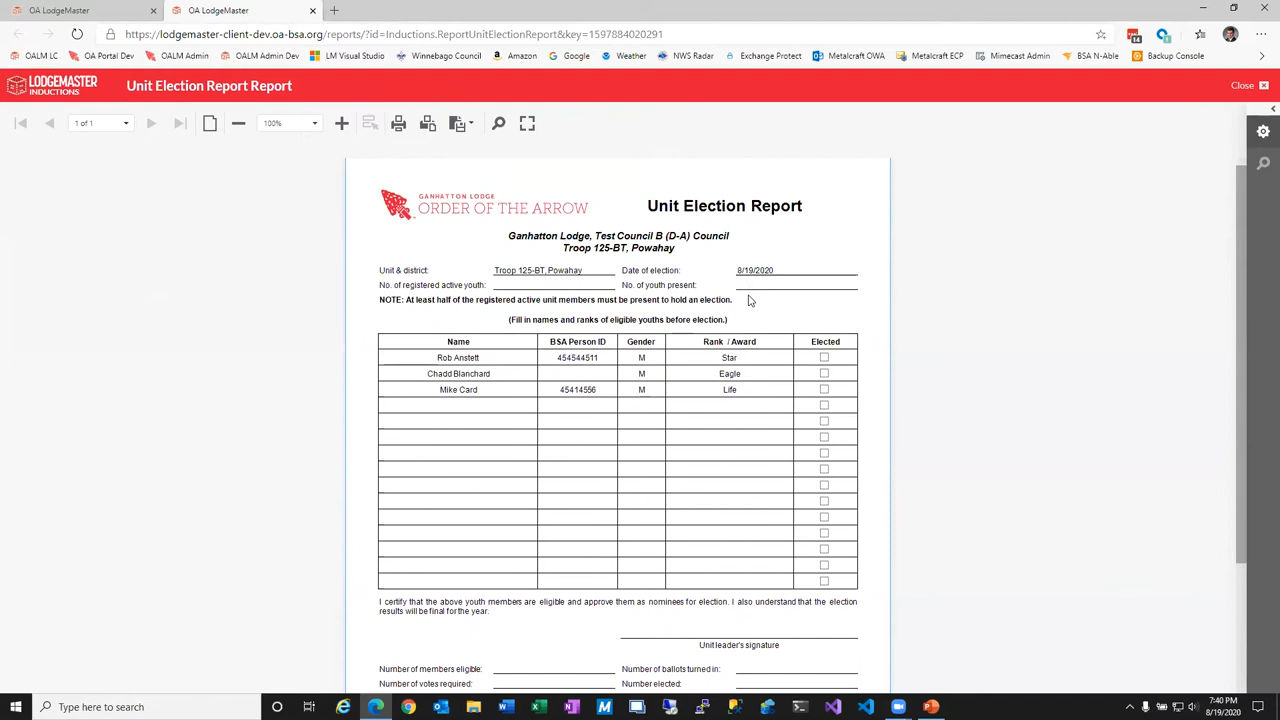 OA LodgeMaster
OA LodgeMaster
https://lodgemaster-client-dev.oa-bsa.org/reports/?id=Inductions.ReportUnitElectionReport&key=1597884020291
14
OALM LC
OA Portal Dev
OALM Admin
OALM Admin Dev
LM Visual Studio
Winnebago Council
Amazon
Google
Weather
NWS Radar
Exchange Protect
Metalcraft OWA
Metalcraft ECP
Mimecast Admin
BSA N-Able
Backup Console
LODGEMASTER
INDUCTIONS
Unit Election Report Report
Close
1 of 1
100%
GANHATTON LODGE
ORDER OF THE ARROW
Unit Election Report
Ganhatton Lodge, Test Council B (D-A) Council
Troop 125-BT, Powahay
Unit & district: Troop 125-BT, Powahay Date of election: 8/19/2020
No. of registered active youth: No. of youth present:
NOTE: At least half of the registered active unit members must be present to hold an election.
(Fill in names and ranks of eligible youths before election.)
Name BSA Person ID Gender Rank / Award Elected
Rob Anstett 454544511 M Star
Chadd Blanchard M Eagle
Mike Card 45414556 M Life
I certify that the above youth members are eligible and approve them as nominees for election. I also understand that the election
results will be final for the year.
Unit leader's signature
Number of members eligible: Number of ballots turned in:
Number of votes required: Number elected:
Type here to search
7:40 PM
8/19/2020